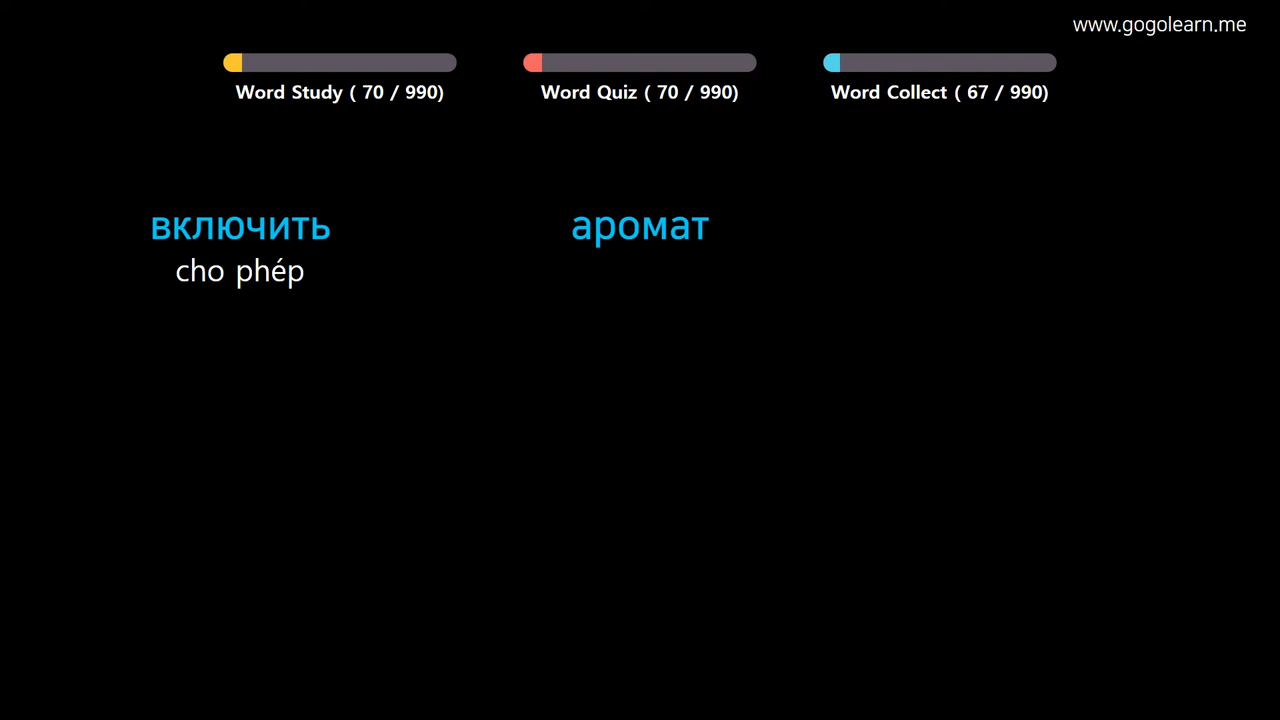 www.gogolearn.me
Word Study ( 70 / 990)
Word Quiz ( 70 / 990)
Word Collect ( 67 / 990)
включить
cho phép
аромат